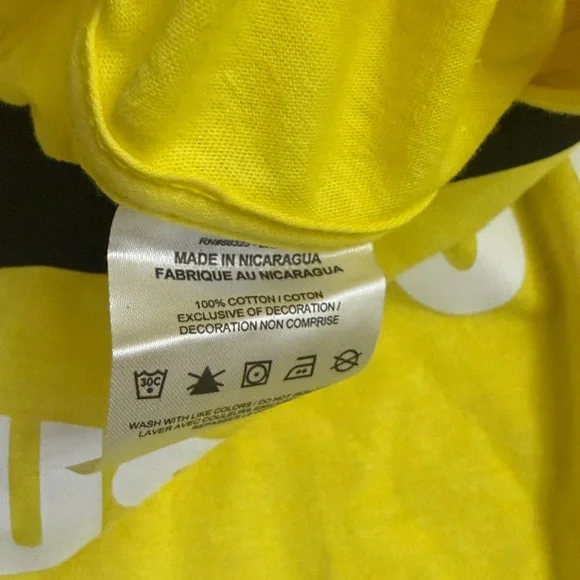 MADE IN NICARAGUA
FABRIQUE AU NICARAGUA
100% COTTON / COTON
EXCLUSIVE OF DECORATION /
DECORATION NON COMPRISE
30C
WASH WITH LIKE COLORS / DO NOT
LAVER AVEC COULEURS
REPASSER